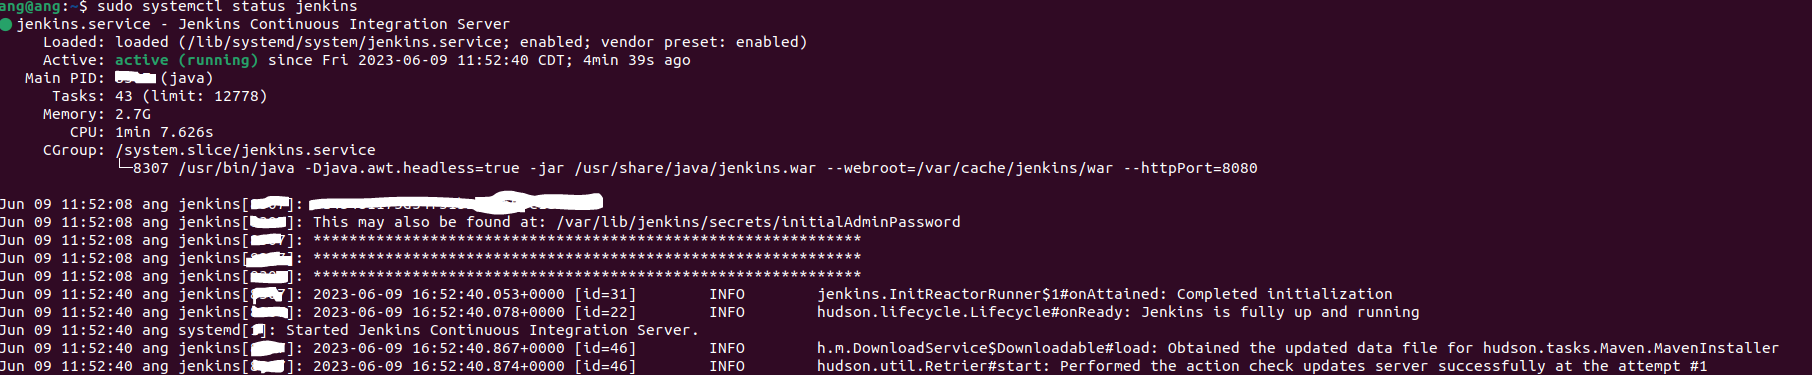 ang@ang:~$ sudo systemctl status jenkins
jenkins.service - Jenkins Continuous Integration Server
Loaded: loaded (/lib/systemd/system/jenkins.service; enabled; vendor preset: enabled)
Active: active (running) since Fri 2023-06-09 11:52:40 CDT; 4min 39s ago
Main PID: (java)
Tasks: 43 (limit: 12778)
Memory: 2.7G
CPU: 1min 7.626s
CGroup: /system.slice/jenkins.service
└─8307 /usr/bin/java -Djava.awt.headless=true -jar /usr/share/java/jenkins.war --webroot=/var/cache/jenkins/war --httpPort=8080
Jun 09 11:52:08 ang jenkins[]:
Jun 09 11:52:08 ang jenkins[]: This may also be found at: /var/lib/jenkins/secrets/initialAdminPassword
Jun 09 11:52:08 ang jenkins[]: *************************************************************
Jun 09 11:52:08 ang jenkins[]: *************************************************************
Jun 09 11:52:08 ang jenkins[]: *************************************************************
Jun 09 11:52:40 ang jenkins[]: 2023-06-09 16:52:40.053+0000 [id=31] INFO jenkins.InitReactorRunner$1#onAttained: Completed initialization
Jun 09 11:52:40 ang jenkins[]: 2023-06-09 16:52:40.078+0000 [id=22] INFO hudson.lifecycle.Lifecycle#onReady: Jenkins is fully up and running
Jun 09 11:52:40 ang systemd[]: Started Jenkins Continuous Integration Server.
Jun 09 11:52:40 ang jenkins[]: 2023-06-09 16:52:40.867+0000 [id=46] INFO h.m.DownloadService$Downloadable#load: Obtained the updated data file for hudson.tasks.Maven.MavenInstaller
Jun 09 11:52:40 ang jenkins[]: 2023-06-09 16:52:40.874+0000 [id=46] INFO hudson.util.Retrier#start: Performed the action check updates server successfully at the attempt #1